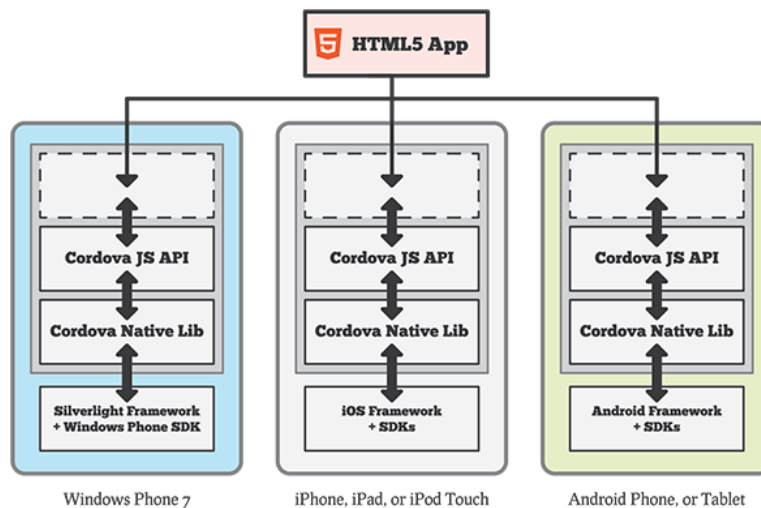 5 HTML5 App
Cordova JS API
Cordova Native Lib
Silverlight Framework
+ Windows Phone SDK
Windows Phone 7
Cordova JS API
Cordova Native Lib
iOS Framework
+ SDKs
iPhone, iPad, or iPod Touch
Cordova JS API
Cordova Native Lib
Android Framework
+ SDKs
Android Phone, or Tablet